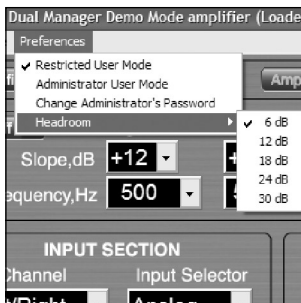 Dual Manager Demo Mode amplifier (Loade
Preferences
Restricted User Mode
Administrator User Mode
Change Administrator's Password
Headroom
6 dB
12 dB
18 dB
24 dB
30 dB
Amp
Slope,dB +12
equency,Hz 500
INPUT SECTION
Channel Input Selector